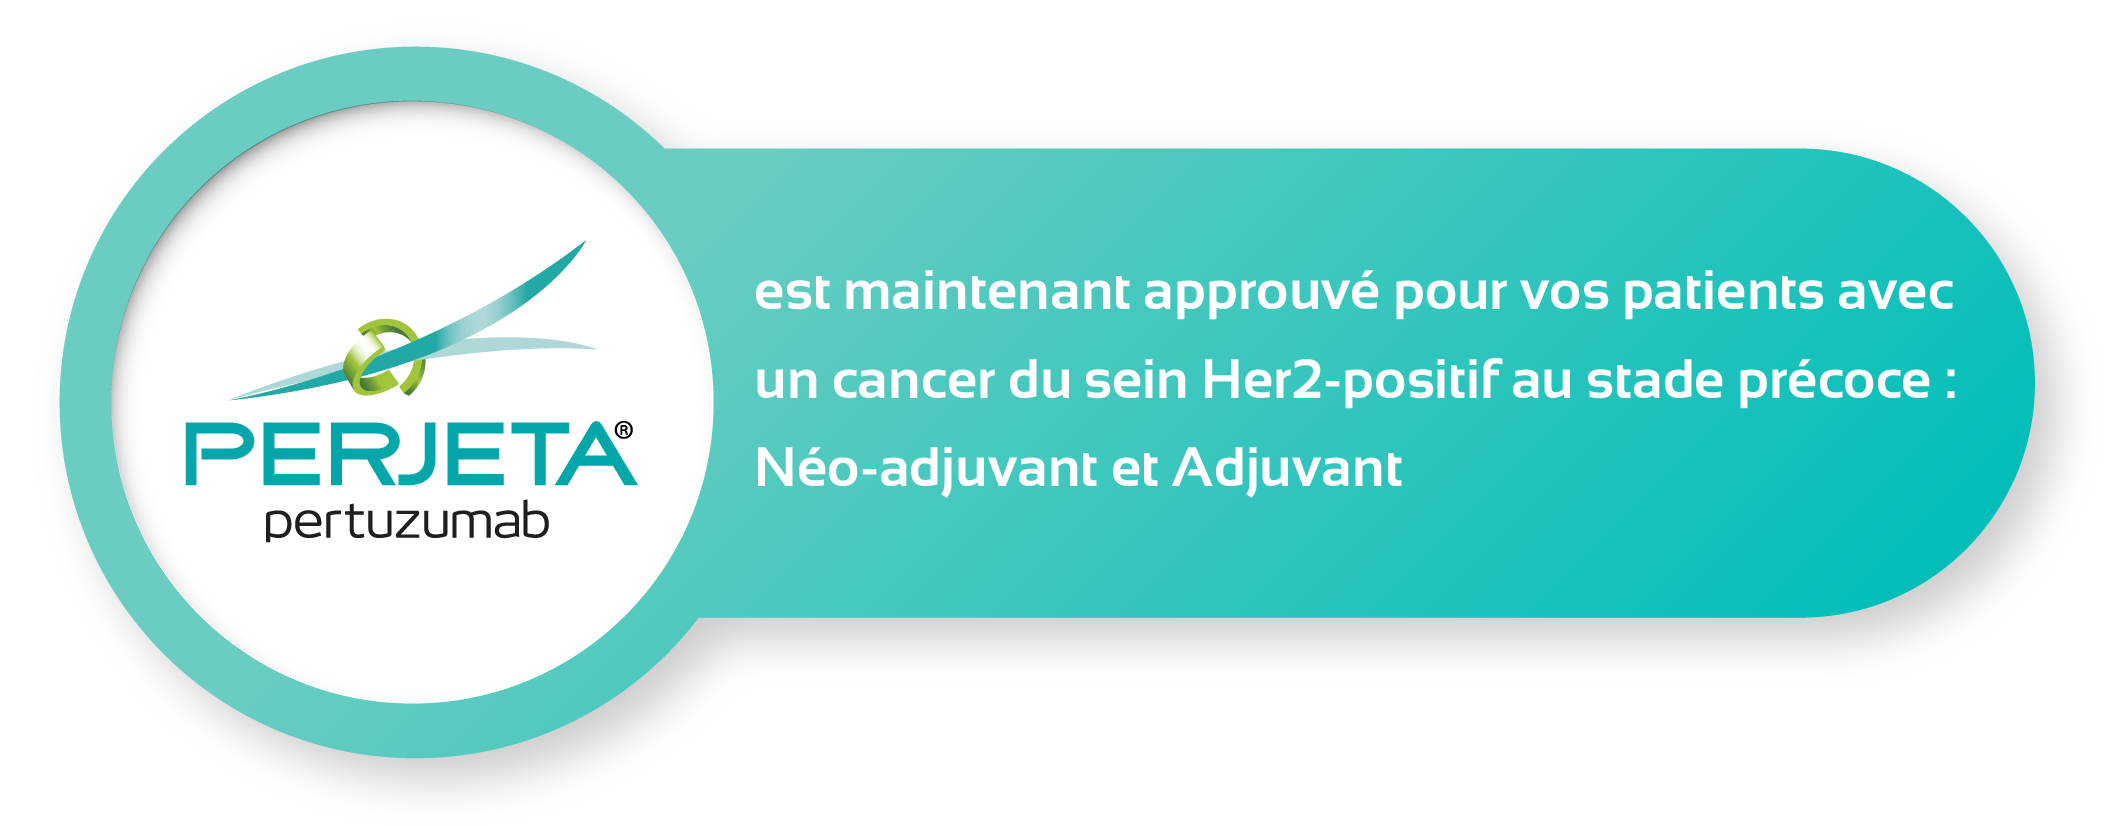 PERJETA®
pertuzumab
est maintenant approuvé pour vos patients avec
un cancer du sein Her2-positif au stade précoce :
Néo-adjuvant et Adjuvant